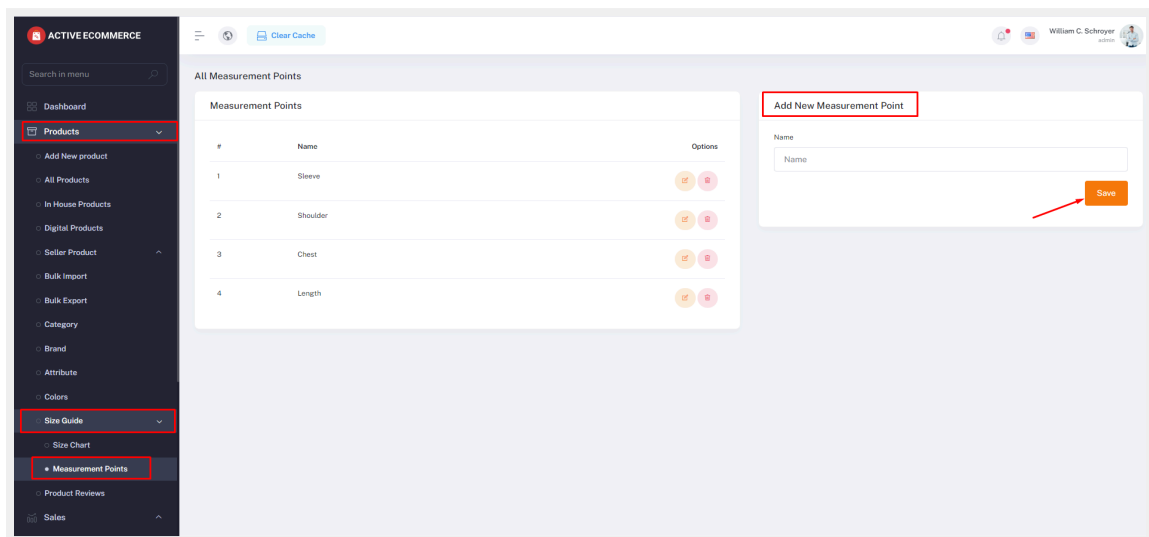 ACTIVE ECOMMERCE
Clear Cache
William C. Schroyer
admin
Search in menu
Dashboard
Products
Add New product
All Products
In House Products
Digital Products
Seller Product
Bulk Import
Bulk Export
Category
Brand
Attribute
Colors
Size Guide
Size Chart
Measurement Points
Product Reviews
Sales
All Measurement Points
Measurement Points
# Name Options
1 Sleeve
2 Shoulder
3 Chest
4 Length
Add New Measurement Point
Name
Name
Save